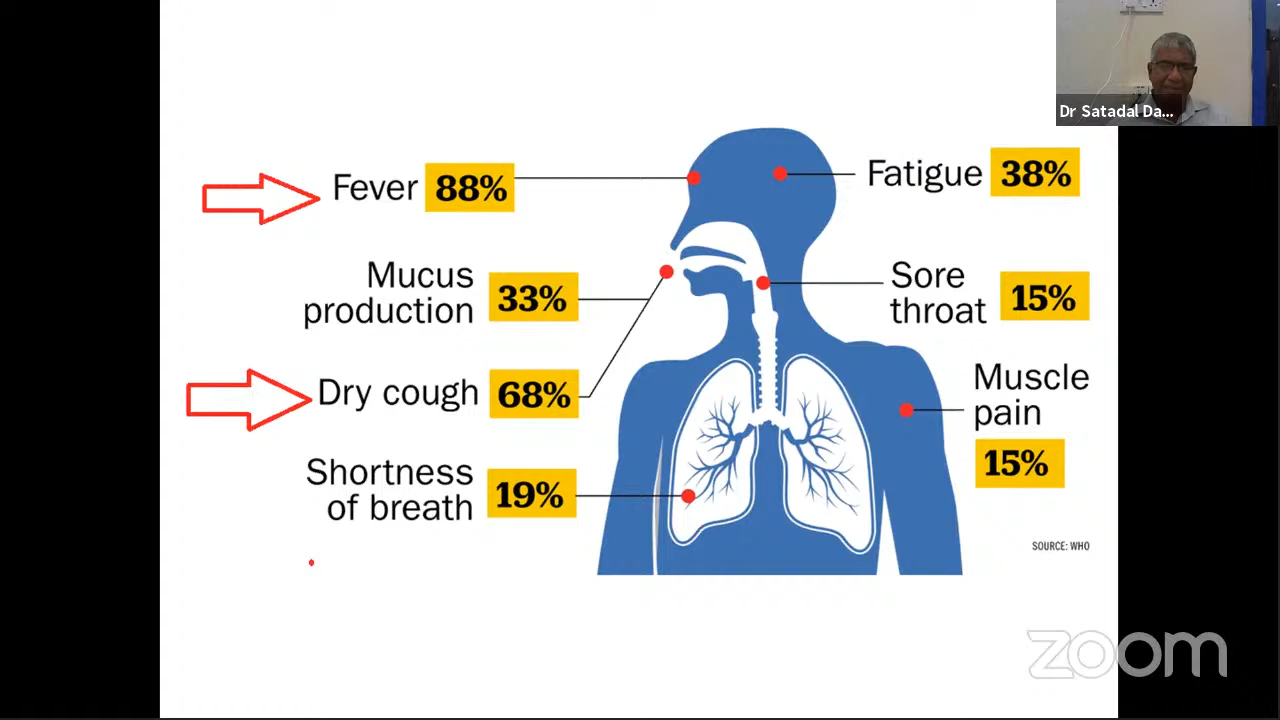 Dr Satadal Da...
Fever 88%
Fatigue 38%
Mucus
production 33%
Sore
throat 15%
Dry cough 68%
Muscle
pain
15%
Shortness
of breath 19%
SOURCE: WHO
zoom